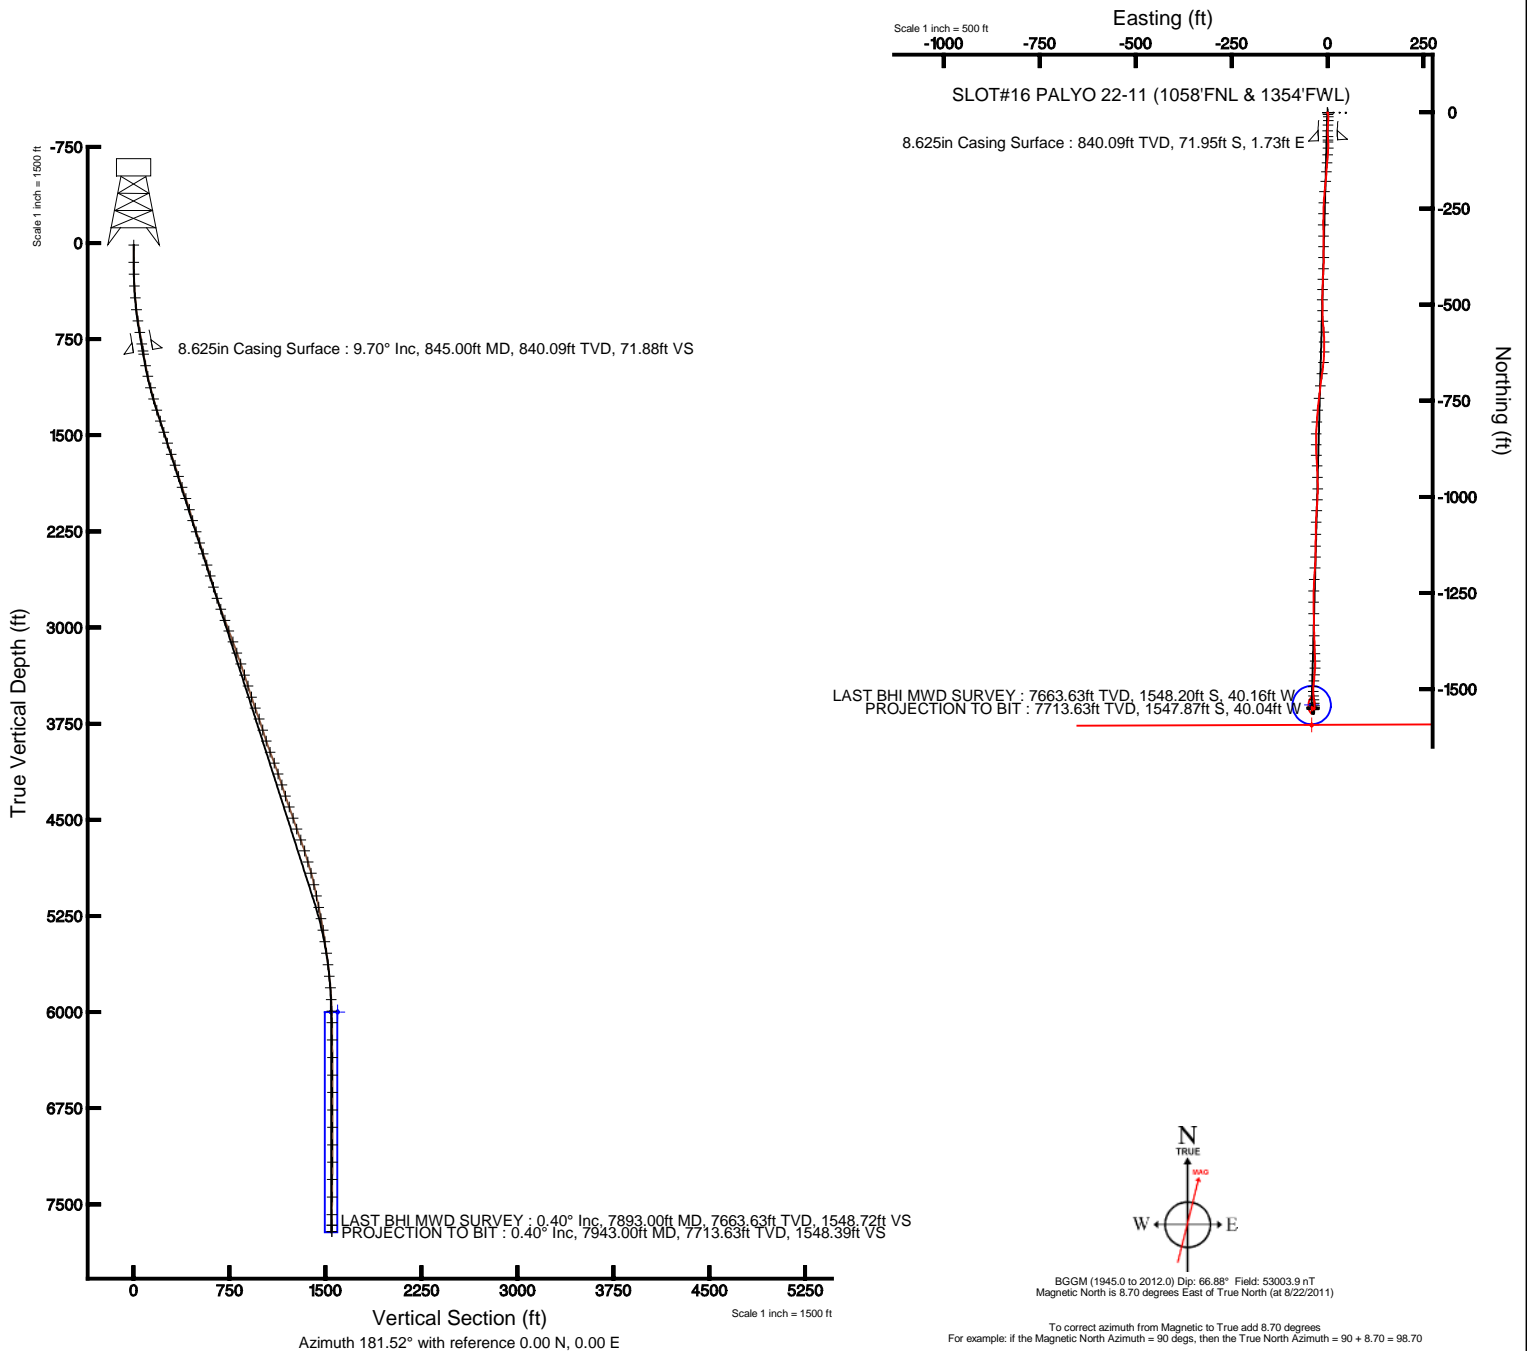 Scale 1 inch = 1500 ft
-750
0
750
1500
2250
3000
3750
4500
5250
6000
6750
7500
True Vertical Depth (ft)
8.625in Casing Surface : 9.70° Inc, 845.00ft MD, 840.09ft TVD, 71.88ft VS
LAST BHI MWD SURVEY : 0.40° Inc, 7893.00ft MD, 7663.63ft TVD, 1548.72ft VS
PROJECTION TO BIT : 0.40° Inc, 7943.00ft MD, 7713.63ft TVD, 1548.39ft VS
0 750 1500 2250 3000 3750 4500 5250
Vertical Section (ft)
Scale 1 inch = 1500 ft
Azimuth 181.52° with reference 0.00 N, 0.00 E
Easting (ft)
Scale 1 inch = 500 ft
-1000 -750 -500 -250 0 250
SLOT#16 PALYO 22-11 (1058'FNL & 1354'FWL)
8.625in Casing Surface : 840.09ft TVD, 71.95ft S, 1.73ft E
0
-250
-500
-750
-1000
-1250
-1500
Northing (ft)
LAST BHI MWD SURVEY : 7663.63ft TVD, 1548.20ft S, 40.16ft W
PROJECTION TO BIT : 7713.63ft TVD, 1547.87ft S, 40.04ft W
N
TRUE
MAG
W E
BGGM (1945.0 to 2012.0) Dip: 66.88° Field: 53003.9 nT
Magnetic North is 8.70 degrees East of True North (at 8/22/2011)
To correct azimuth from Magnetic to True add 8.70 degrees
For example: if the Magnetic North Azimuth = 90 degs, then the True North Azimuth = 90 + 8.70 = 98.70